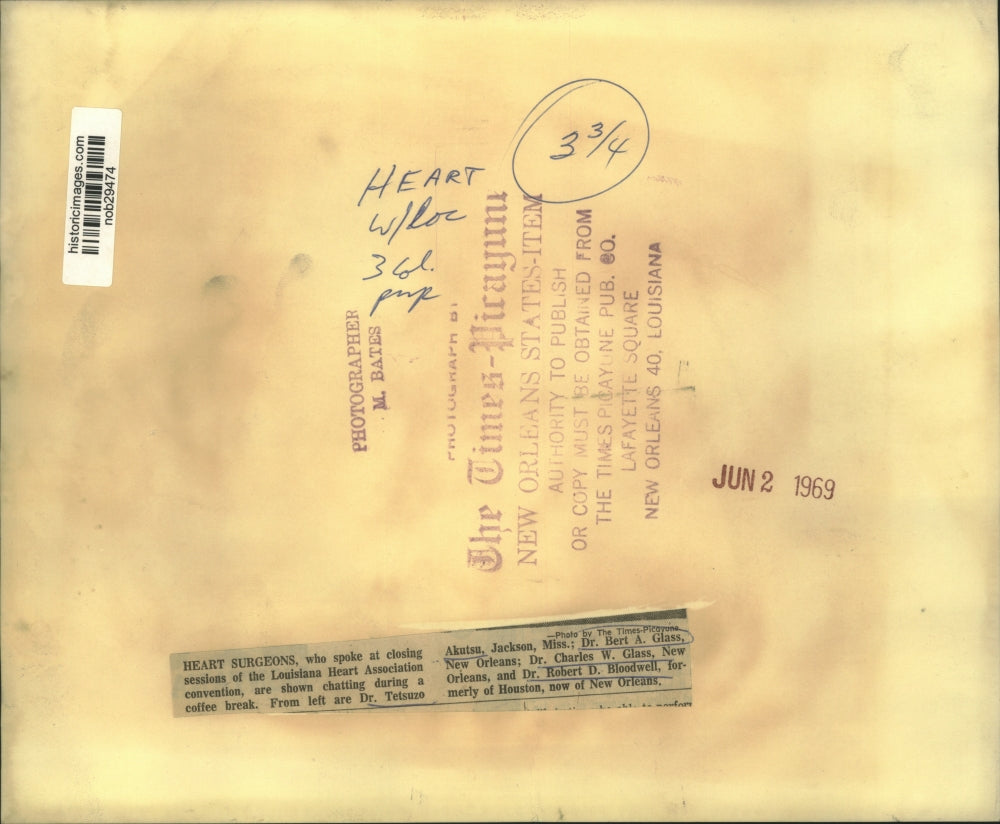 historicimages.com
nob29474
3 3/4
HEART
w/loc
3 Col.
PHOTOGRAPHER
M. BATES
PHOTOGRAPH BY
The Times-Picayune
NEW ORLEANS STATES-ITEM
AUTHORITY TO PUBLISH
OR COPY MUST BE OBTAINED FROM
THE TIMES PICAYUNE PUB. CO.
LAFAYETTE SQUARE
NEW ORLEANS 40, LOUISIANA
JUN 2 1969
HEART SURGEONS, who spoke at closing
sessions of the Louisiana Heart Association
convention, are shown chatting during a
coffee break. From left are Dr. Tetsuzo
—Photo by The Times-Picayune.
Akutsu, Jackson, Miss.; Dr. Bert A. Glass,
New Orleans; Dr. Charles W. Glass, New
Orleans, and Dr. Robert D. Bloodwell, for-
merly of Houston, now of New Orleans.